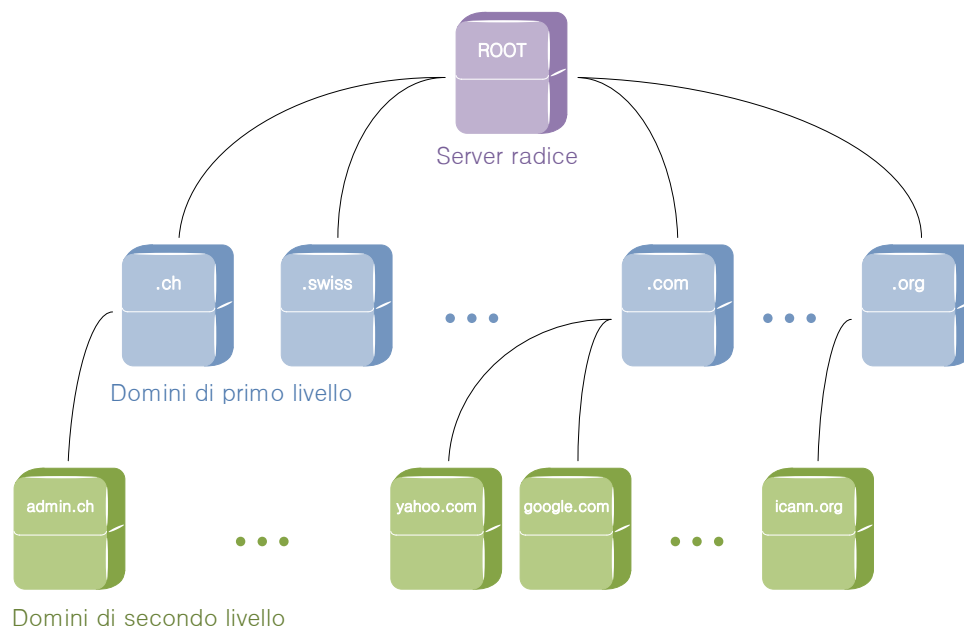 ROOT
Server radice
.ch
.swiss
.com
.org
Domini di primo livello
admin.ch
yahoo.com
google.com
icann.org
Domini di secondo livello